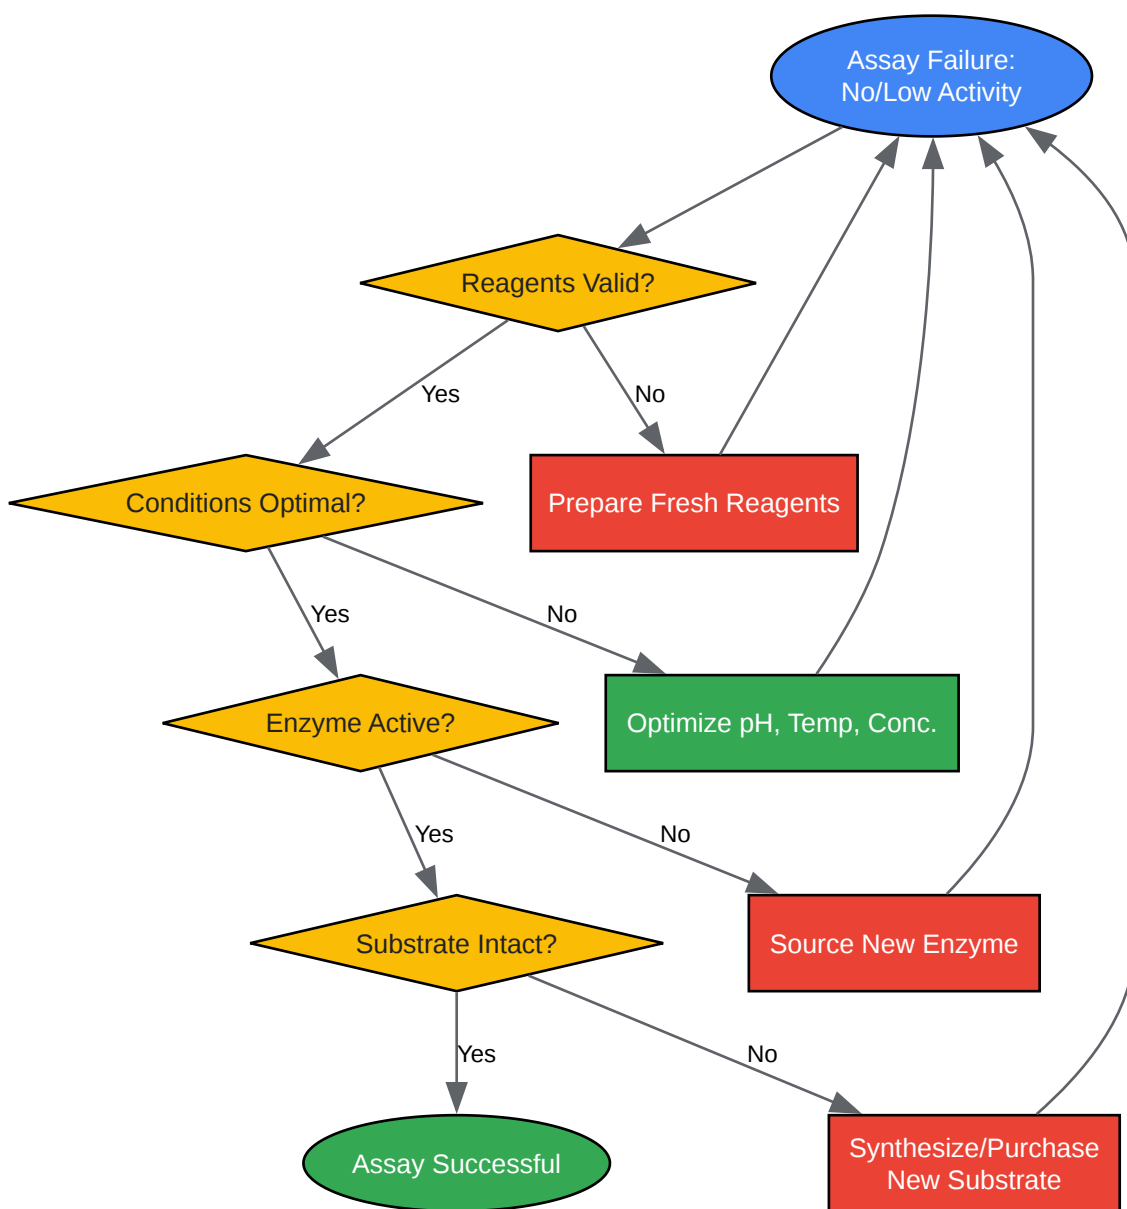 Assay Failure:
No/Low Activity
Reagents Valid?
Yes
No
Conditions Optimal?
Prepare Fresh Reagents
Yes
No
Enzyme Active?
Optimize pH, Temp, Conc.
Yes
No
Substrate Intact?
Source New Enzyme
Yes
No
Assay Successful
Synthesize/Purchase
New Substrate